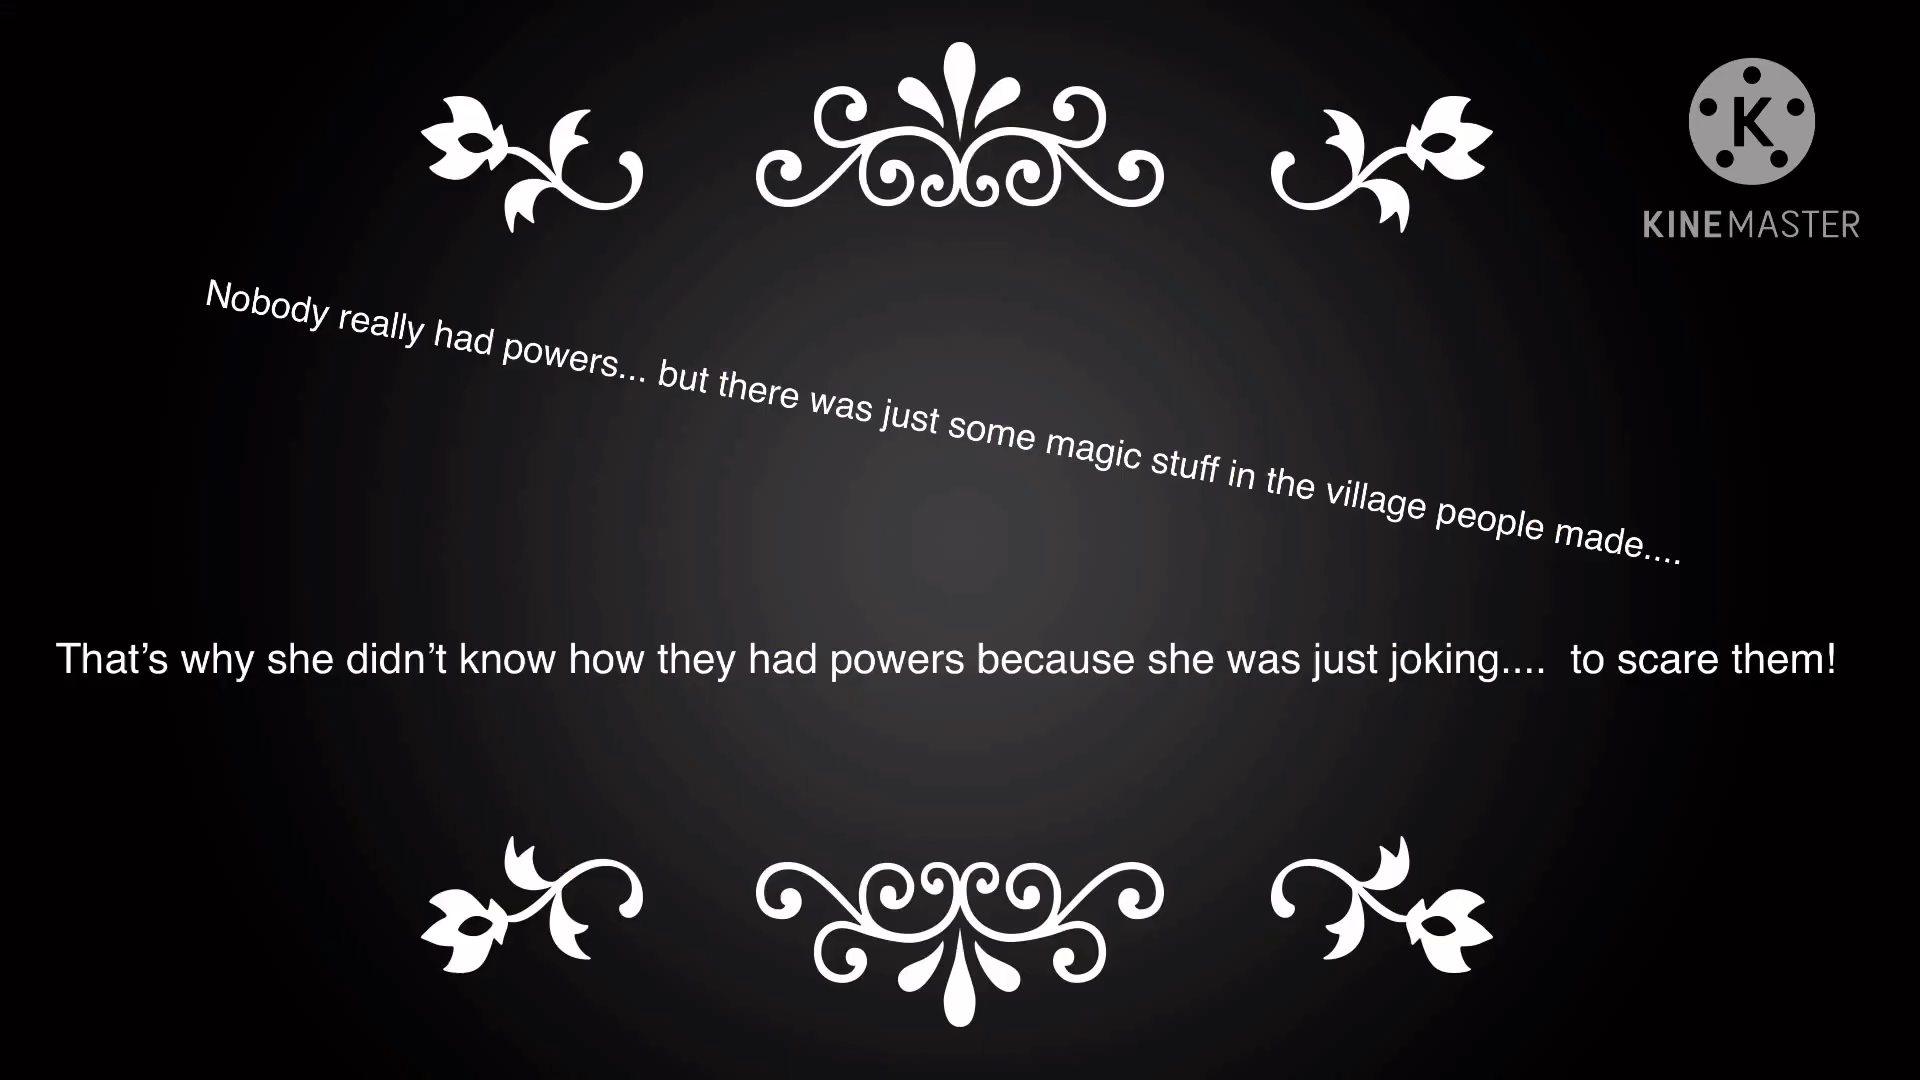 K
KINEMASTER
Nobody really had powers... but there was just some magic stuff in the village people made....
That’s why she didn’t know how they had powers because she was just joking....  to scare them!